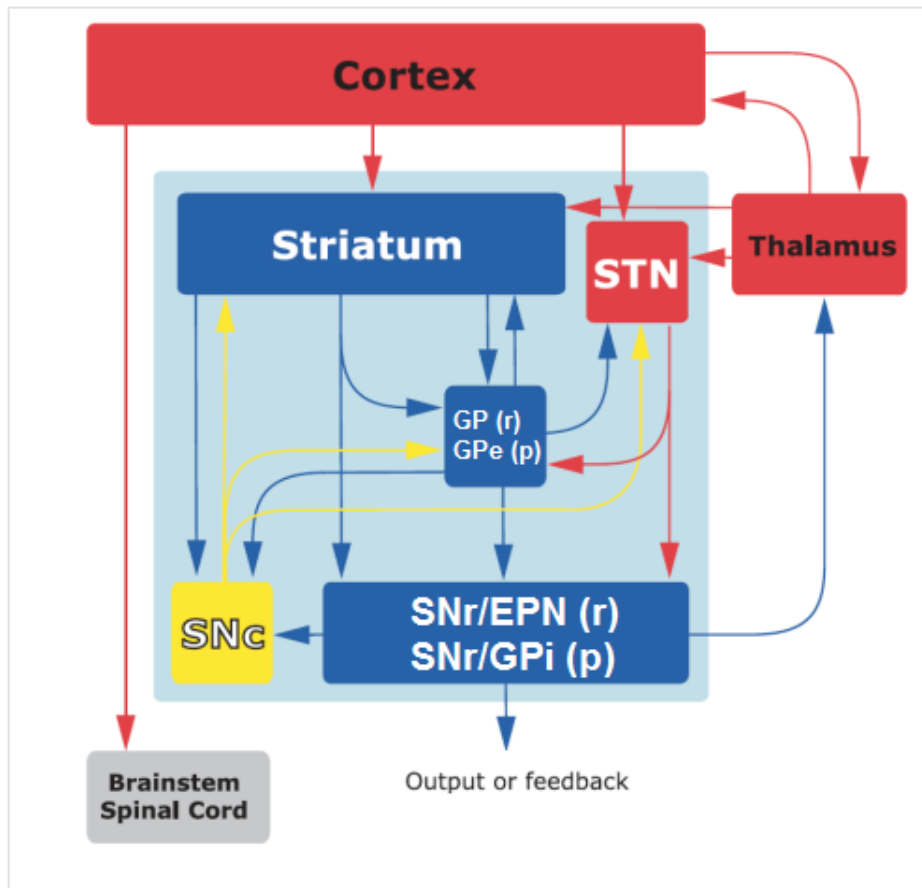 Cortex
Striatum
STN
Thalamus
GP (r)
GPe (p)
SNc
SNr/EPN (r)
SNr/GPi (p)
Brainstem
Spinal Cord
Output or feedback